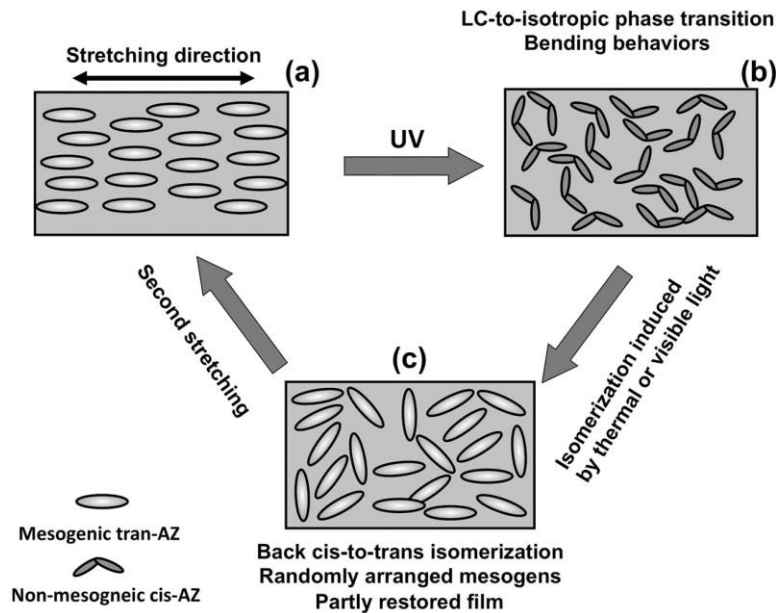 LC-to-isotropic phase transition
Bending behaviors
Stretching direction
(a)
(b)
UV
Second stretching
(c)
Isomerization induced
by thermal or visible light
Mesogenic tran-AZ
Non-mesogneic cis-AZ
Back cis-to-trans isomerization
Randomly arranged mesogens
Partly restored film